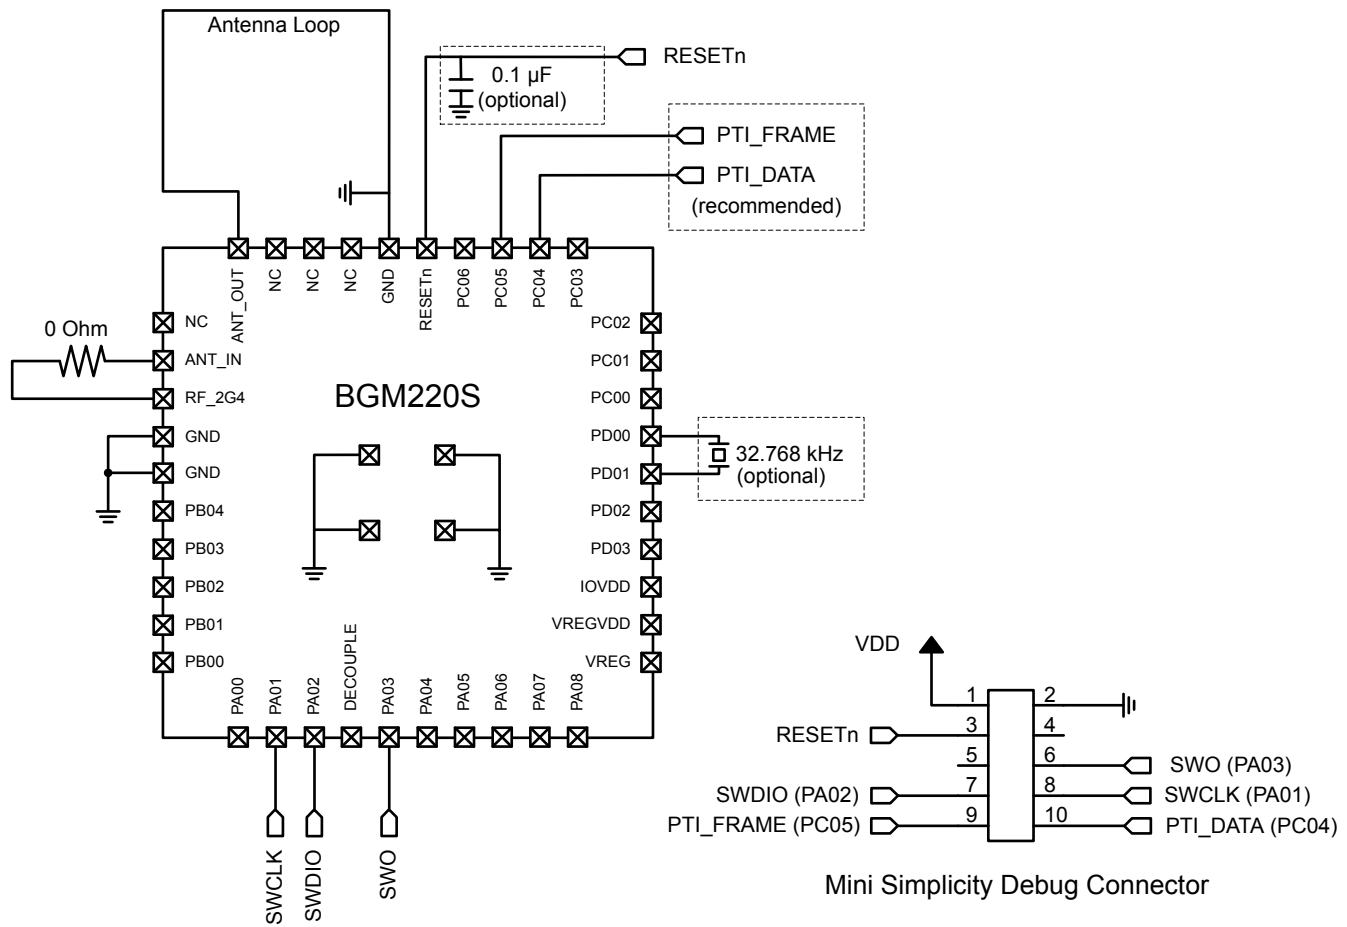 Antenna Loop
RESETn
0.1 µF
(optional)
PTI_FRAME
PTI_DATA
(recommended)
ANT_OUT
NC
NC
NC
GND
RESETn
PC06
PC05
PC04
PC03
0 Ohm
NC
ANT_IN
RF_2G4
GND
GND
PB04
PB03
PB02
PB01
PB00
BGM220S
PC02
PC01
PC00
PD00
PD01
PD02
PD03
IOVDD
VREGVDD
VREG
32.768 kHz
(optional)
PA00
PA01
PA02
DECOUPLE
PA03
PA04
PA05
PA06
PA07
PA08
SWCLK
SWDIO
SWO
VDD
1 2
RESETn 3 4
5 6 SWO (PA03)
SWDIO (PA02) 7 8 SWCLK (PA01)
PTI_FRAME (PC05) 9 10 PTI_DATA (PC04)
Mini Simplicity Debug Connector